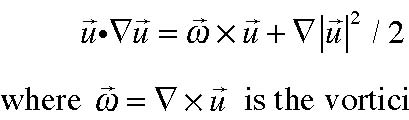 u⃗•∇u⃗ = ω⃗ × u⃗ + ∇|u⃗|² / 2
where ω⃗ = ∇ × u⃗ is the vortici